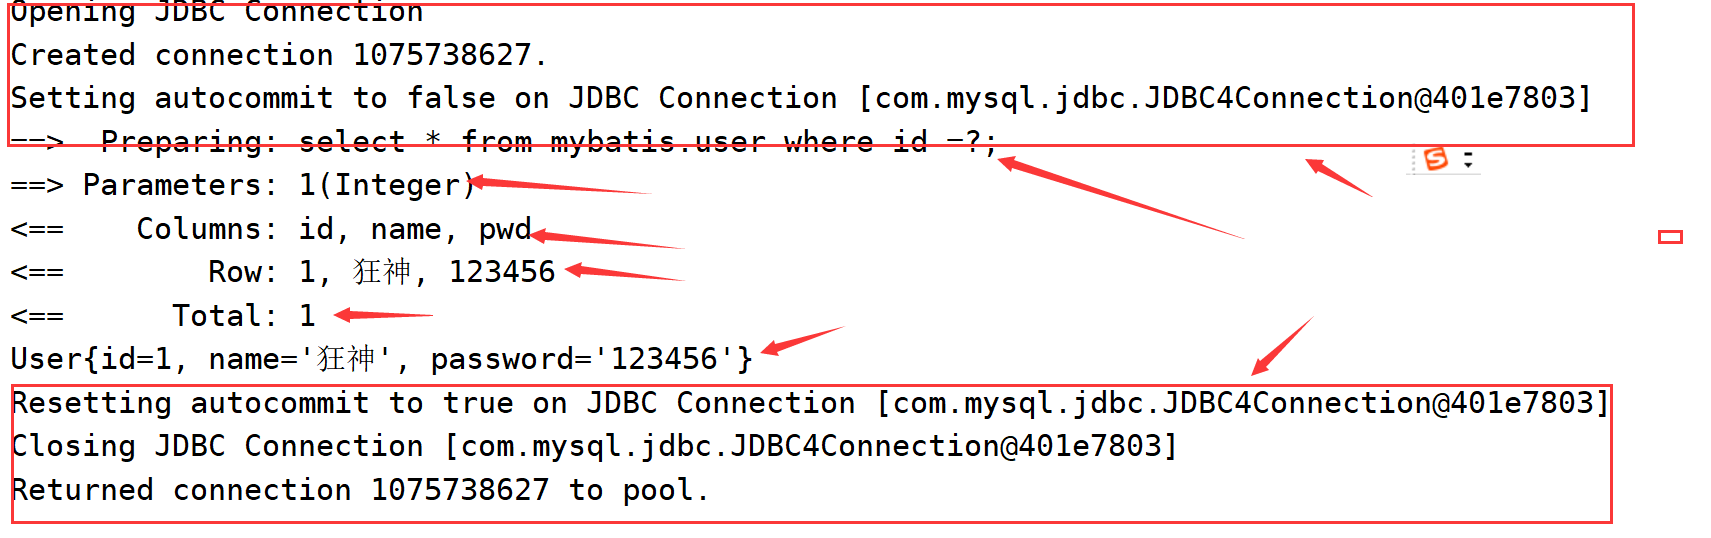 Opening JDBC Connection
Created connection 1075738627.
Setting autocommit to false on JDBC Connection [com.mysql.jdbc.JDBC4Connection@401e7803]
==>  Preparing: select * from mybatis.user where id =?;
==> Parameters: 1(Integer)
<==    Columns: id, name, pwd
<==        Row: 1, 狂神, 123456
<==      Total: 1
User{id=1, name='狂神', password='123456'}
Resetting autocommit to true on JDBC Connection [com.mysql.jdbc.JDBC4Connection@401e7803]
Closing JDBC Connection [com.mysql.jdbc.JDBC4Connection@401e7803]
Returned connection 1075738627 to pool.